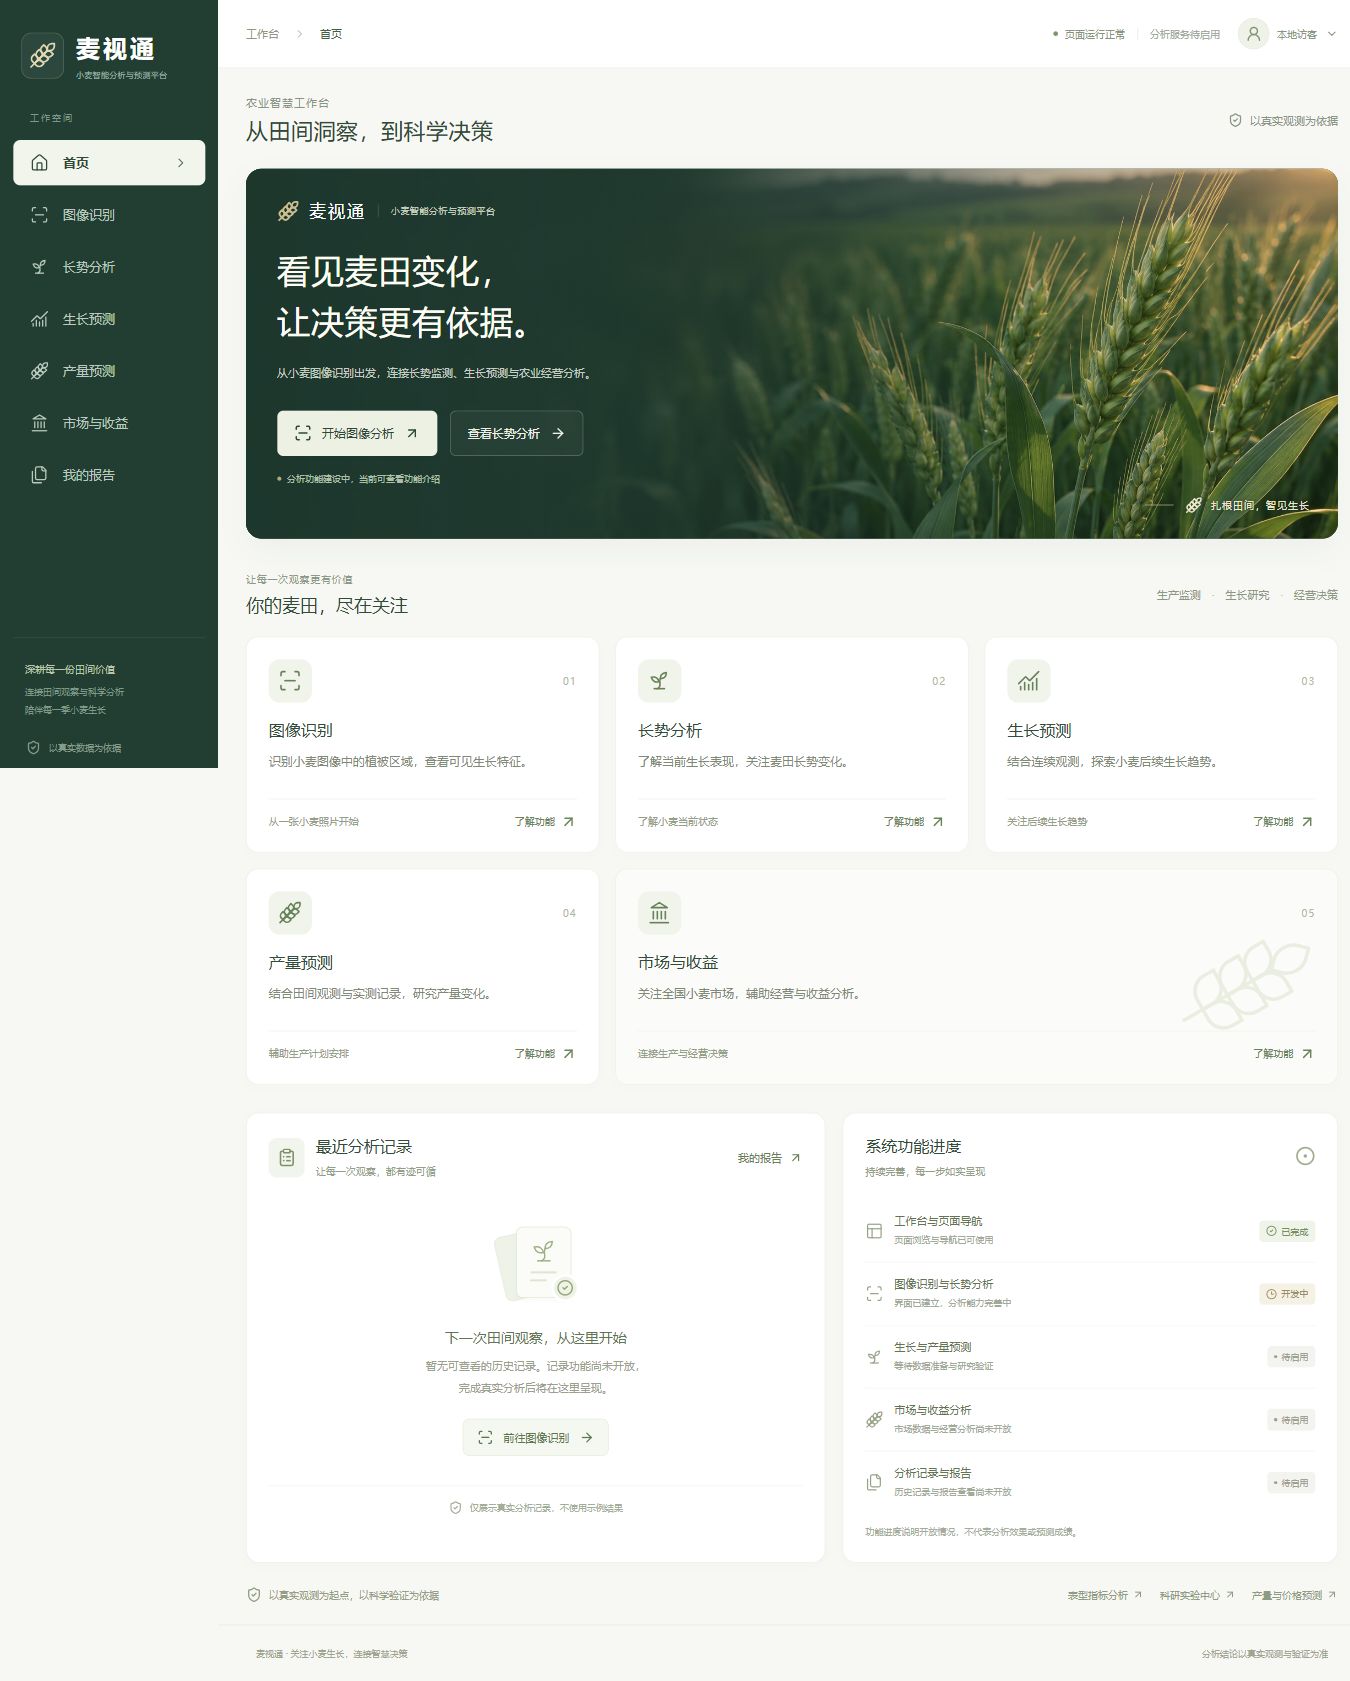 麦视通
小麦智能分析与预测平台
工作空间
首页
图像识别
长势分析
生长预测
产量预测
市场与收益
我的报告
深耕每一份田间价值
连接田间观察与科学分析
陪伴每一季小麦生长
以真实数据为依据
工作台 首页
页面运行正常 分析服务待启用 本地访客
农业智慧工作台
从田间洞察，到科学决策
以真实观测为依据
麦视通 小麦智能分析与预测平台
看见麦田变化，
让决策更有依据。
从小麦图像识别出发，连接长势监测、生长预测与农业经营分析。
开始图像分析 查看长势分析
分析功能建设中，当前可查看功能介绍
扎根田间，智见生长
让每一次观察更有价值
你的麦田，尽在关注
生产监测 · 生长研究 · 经营决策
01
图像识别
识别小麦图像中的植被区域，查看可见生长特征。
从一张小麦照片开始 了解功能
02
长势分析
了解当前生长表现，关注麦田长势变化。
了解小麦当前状态 了解功能
03
生长预测
结合连续观测，探索小麦后续生长趋势。
关注后续生长趋势 了解功能
04
产量预测
结合田间观测与实测记录，研究产量变化。
辅助生产计划安排 了解功能
05
市场与收益
关注全国小麦市场，辅助经营与收益分析。
连接生产与经营决策 了解功能
最近分析记录
让每一次观察，都有迹可循
我的报告
下一次田间观察，从这里开始
暂无可查看的历史记录。记录功能尚未开放，
完成真实分析后将在这里呈现。
前往图像识别
仅展示真实分析记录，不使用示例结果
系统功能进度
持续完善，每一步如实呈现
工作台与页面导航
页面浏览与导航已可使用
已完成
图像识别与长势分析
界面已建立，分析能力完善中
开发中
生长与产量预测
等待数据准备与研究验证
待启用
市场与收益分析
市场数据与经营分析尚未开放
待启用
分析记录与报告
历史记录与报告查看尚未开放
待启用
功能进度说明开放情况，不代表分析效果或预测成绩。
以真实观测为起点，以科学验证为依据
表型指标分析 科研实验中心 产量与价格预测
麦视通 · 关注小麦生长，连接智慧决策
分析结论以真实观测与验证为准